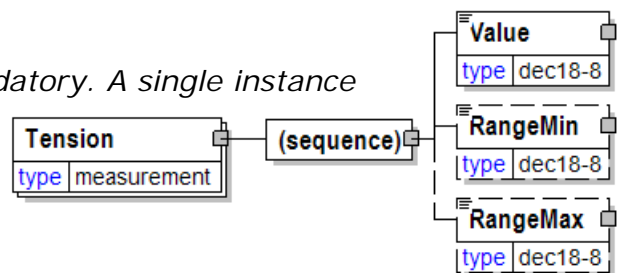 Value
type dec18-8
datory. A single instance
RangeMin
type dec18-8
Tension
type measurement
(sequence)
RangeMax
type dec18-8